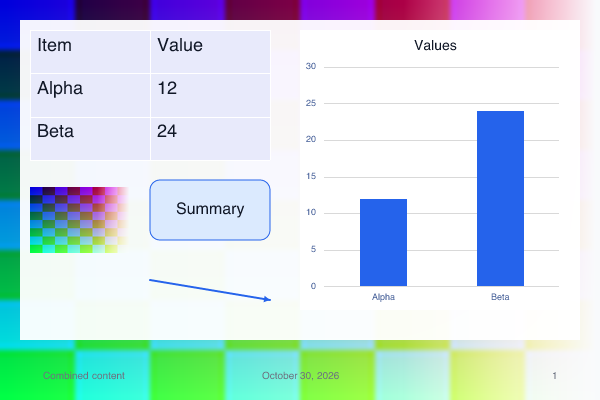 Item Value
Alpha 12
Beta 24
Summary
Values
30
25
20
15
10
5
0
Alpha Beta
Combined content October 30, 2026 1